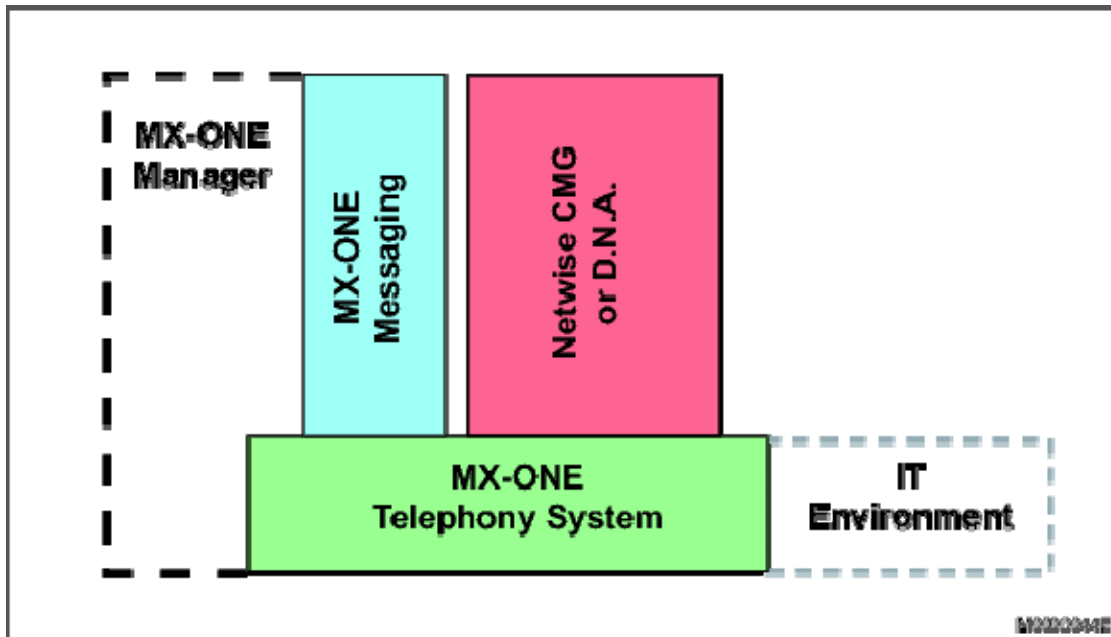 MX-ONE
Manager
MX-ONE
Messaging
Netwise CMG
or D.N.A.
MX-ONE
Telephony System
IT
Environment